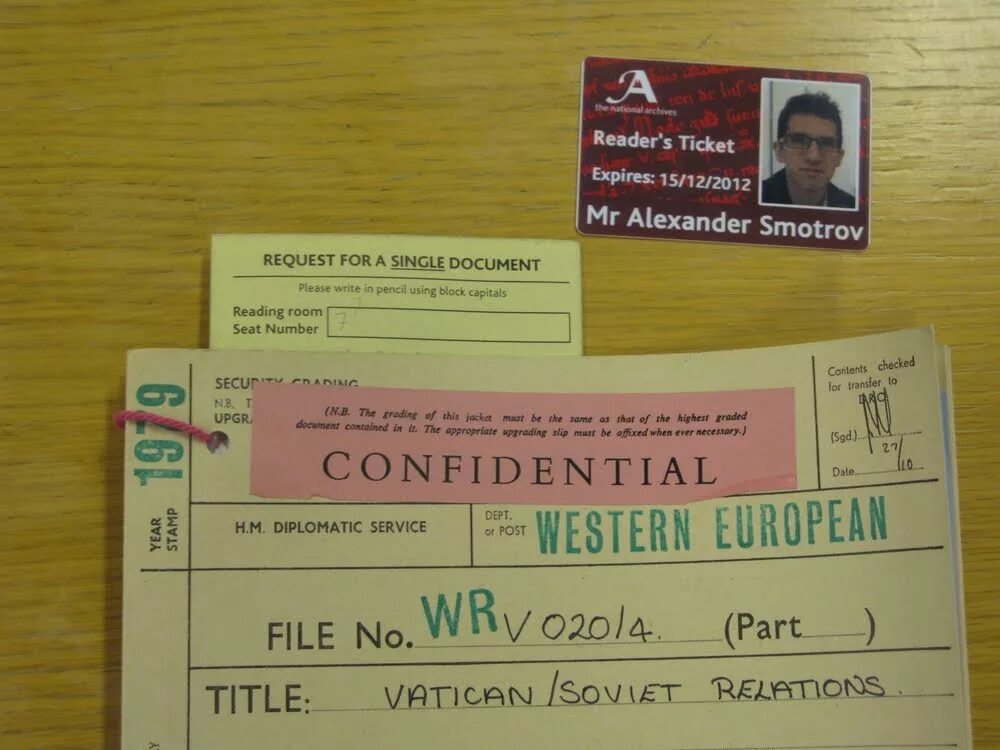 A
the national archives
Reader's Ticket
Expires: 15/12/2012
Mr Alexander Smotrov
REQUEST FOR A SINGLE DOCUMENT
Please write in pencil using block capitals
Reading room
Seat Number 7
1979
YEAR
STAMP
SECURITY GRADING
N.B. T
UPGRA
(N.B. The grading of this jacket must be the same as that of the highest graded
document contained in it. The appropriate upgrading slip must be affixed when ever necessary.)
CONFIDENTIAL
Contents checked
for transfer to
(Sgd.)
27/10
Date
H.M. DIPLOMATIC SERVICE
DEPT.
or POST
WESTERN EUROPEAN
FILE No. WRV 020/4. (Part )
TITLE: VATICAN/SOVIET RELATIONS.